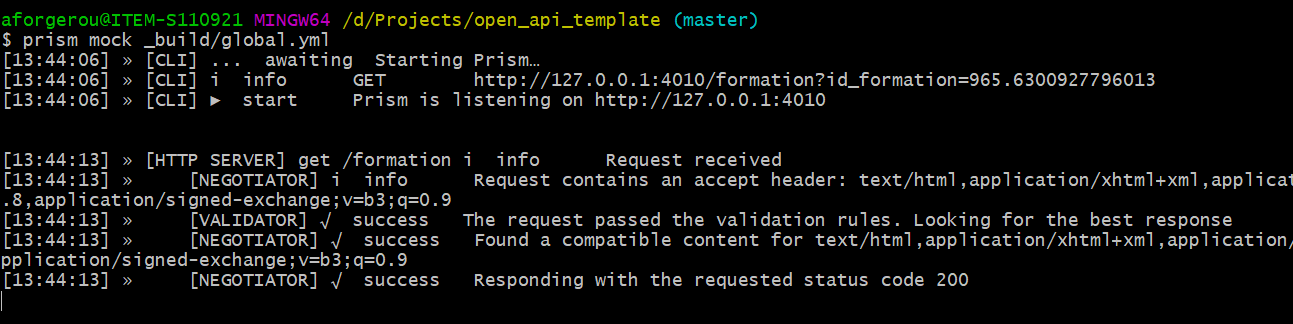 aforgerou@ITEM-S110921 MINGW64 /d/Projects/open_api_template (master)
$ prism mock _build/global.yml
[13:44:06] » [CLI] ...  awaiting  Starting Prism…
[13:44:06] » [CLI] i  info      GET        http://127.0.0.1:4010/formation?id_formation=965.6300927796013
[13:44:06] » [CLI] ►  start     Prism is listening on http://127.0.0.1:4010
[13:44:13] » [HTTP SERVER] get /formation i  info      Request received
[13:44:13] »     [NEGOTIATOR] i  info      Request contains an accept header: text/html,application/xhtml+xml,applicat
.8,application/signed-exchange;v=b3;q=0.9
[13:44:13] »     [VALIDATOR] √  success   The request passed the validation rules. Looking for the best response
[13:44:13] »     [NEGOTIATOR] √  success   Found a compatible content for text/html,application/xhtml+xml,application/
pplication/signed-exchange;v=b3;q=0.9
[13:44:13] »     [NEGOTIATOR] √  success   Responding with the requested status code 200